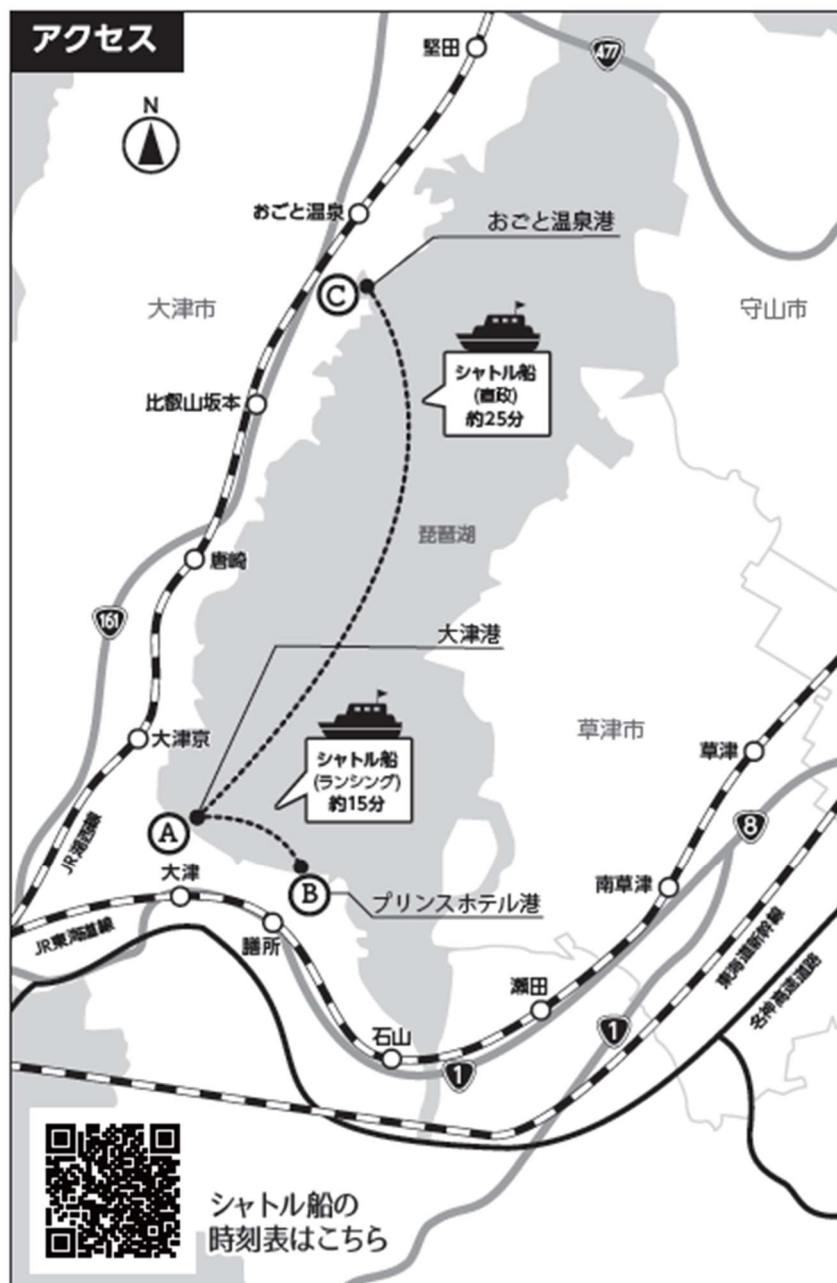 アクセス
堅田
477
N
おごと温泉
おごと温泉港
C
大津市
守山市
シャトル船
(直政)
約25分
比叡山坂本
琵琶湖
唐崎
161
大津港
草津市
大津京
草津
シャトル船
(ランシング)
約15分
A
8
JR湖西線
大津
B
南草津
プリンスホテル港
JR東海道線
膳所
東海道新幹線
瀬田
名神高速道路
石山
1
1
シャトル船の
時刻表はこちら